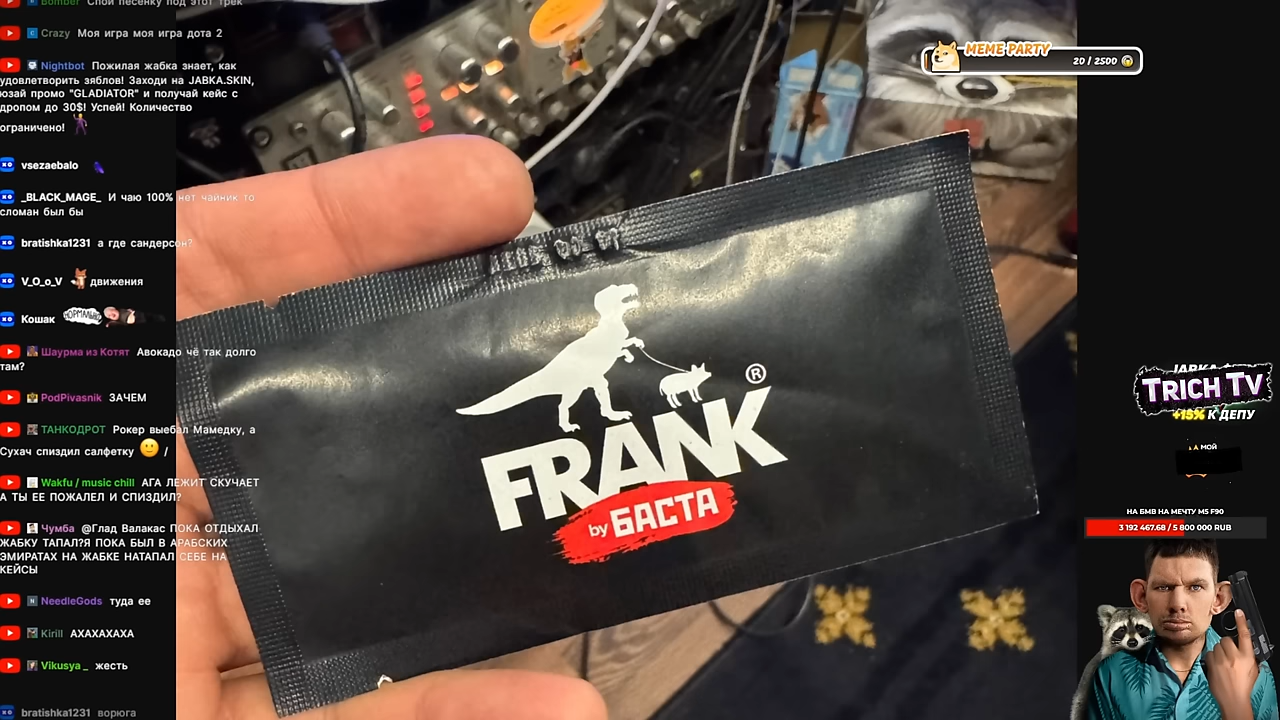 Bomber Спой песенку под этот трек
Crazy Моя игра моя игра дота 2
Nightbot Пожилая жабка знает, как
удовлетворить зяблов! Заходи на JABKA.SKIN,
юзай промо "GLADIATOR" и получай кейс с
дропом до 30$! Успей! Количество
ограничено!
vsezaebalo
_BLACK_MAGE_ И чаю 100% нет чайник то
сломан был бы
bratishka1231 а где сандерсон?
V_O_o_V движения
Кошак НОРМАЛЬНО
Шаурма из Котят Авокадо чё так долго
там?
PodPivasnik ЗАЧЕМ
ТАНКОДРОТ Рокер выебал Мамедку, а
Сухач спиздил салфетку /
Wakfu / music chill АГА ЛЕЖИТ СКУЧАЕТ
А ТЫ ЕЕ ПОЖАЛЕЛ И СПИЗДИЛ?
Чумба @Глад Валакас ПОКА ОТДЫХАЛ
ЖАБКУ ТАПАЛ?Я ПОКА БЫЛ В АРАБСКИХ
ЭМИРАТАХ НА ЖАБКЕ НАТАПАЛ СЕБЕ НА
КЕЙСЫ
NeedleGods туда ее
Kirill АХАХАХАХА
Vikusya_ жесть
bratishka1231 ворюга
FRANK ®
by БАСТА
MEME PARTY
20 / 2500
TRICH TV
+15% К ДЕПУ
МОЙ
НА БМВ НА МЕЧТУ M5 F90
3 192 467.68 / 5 800 000 RUB